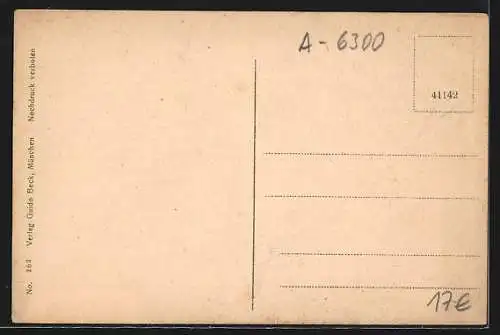 A - 6300
41142
No. 264 Verlag Guido Beck, München Nachdruck verboten
17€